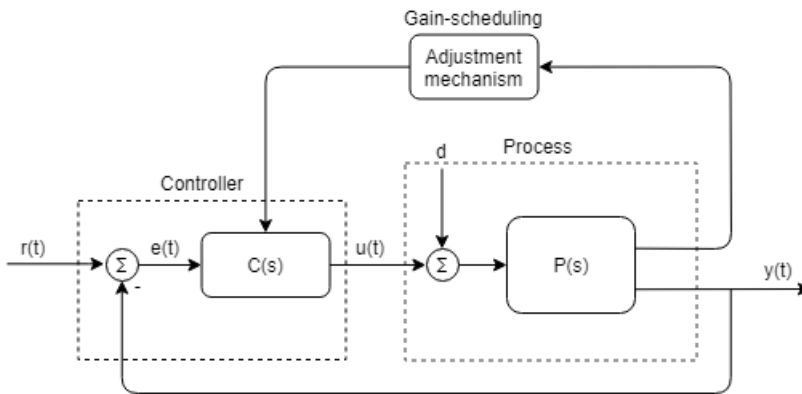 Gain-scheduling
Adjustment
mechanism
d
Process
Controller
r(t)
Σ
e(t)
C(s)
u(t)
Σ
P(s)
y(t)
-